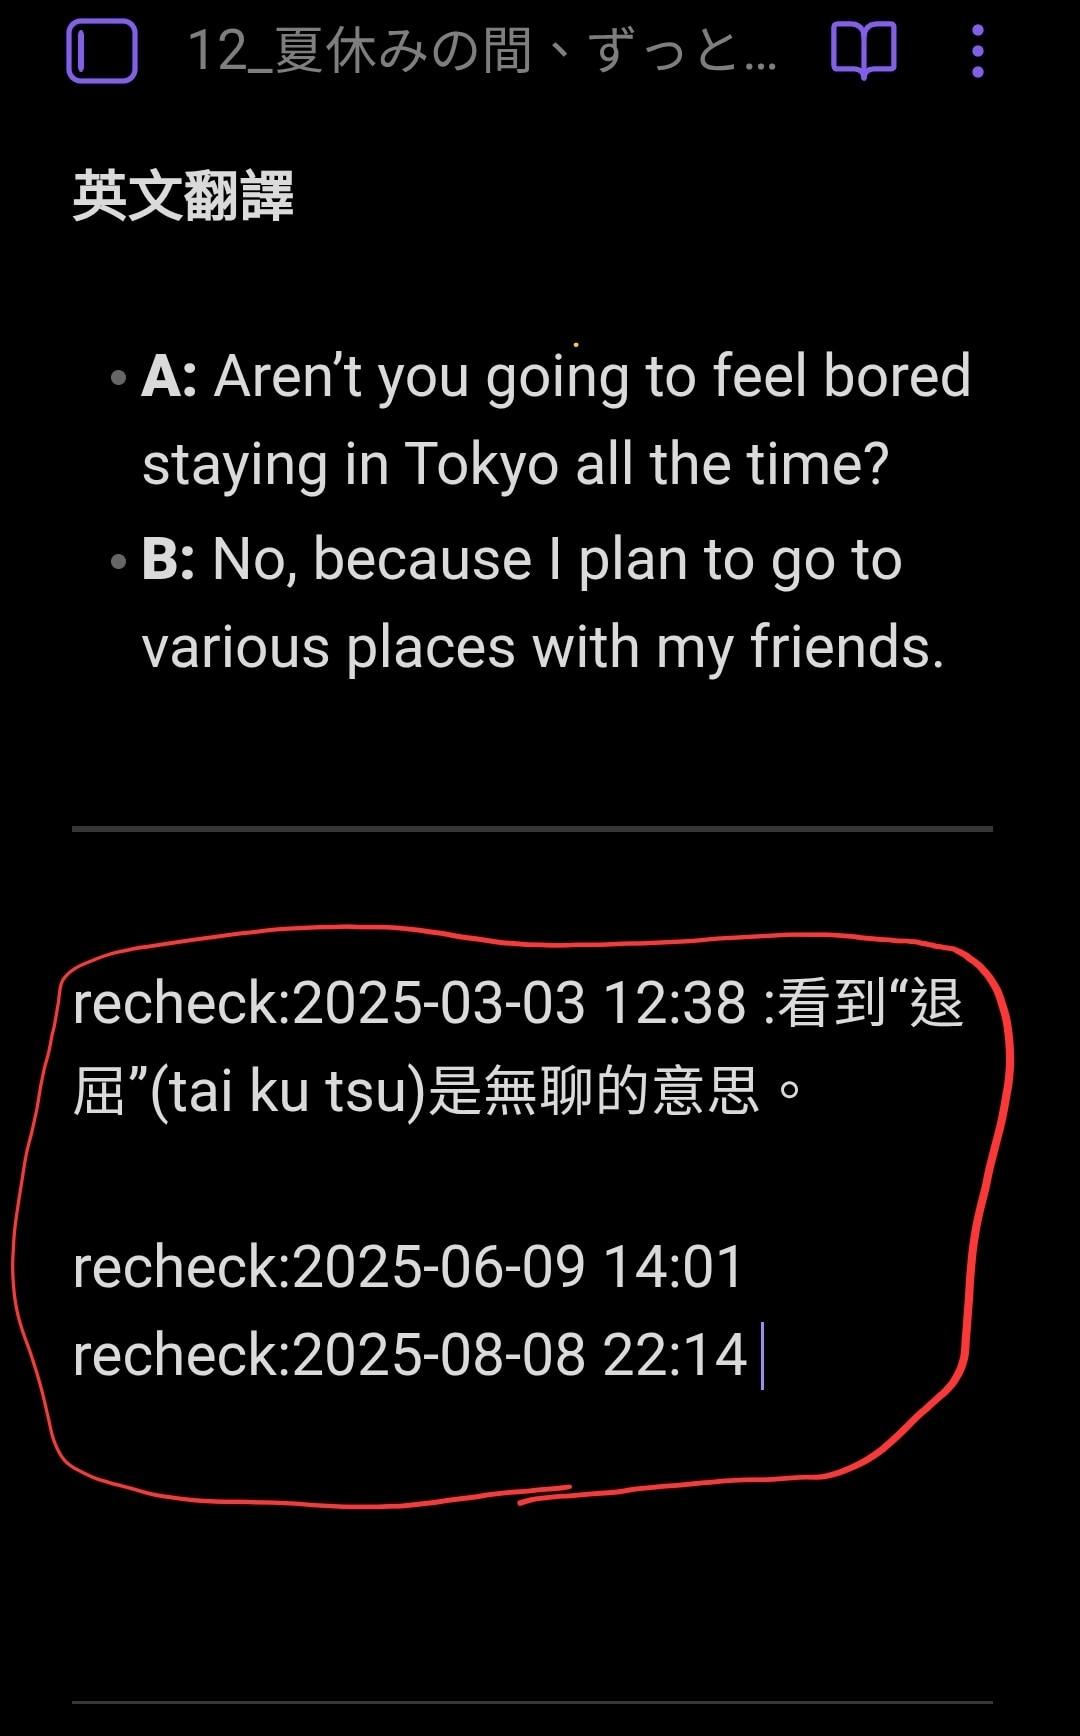 12_夏休みの間、ずっと...
英文翻譯
A: Aren’t you going to feel bored
staying in Tokyo all the time?
B: No, because I plan to go to
various places with my friends.
recheck:2025-03-03 12:38 :看到“退
屈”(tai ku tsu)是無聊的意思。
recheck:2025-06-09 14:01
recheck:2025-08-08 22:14